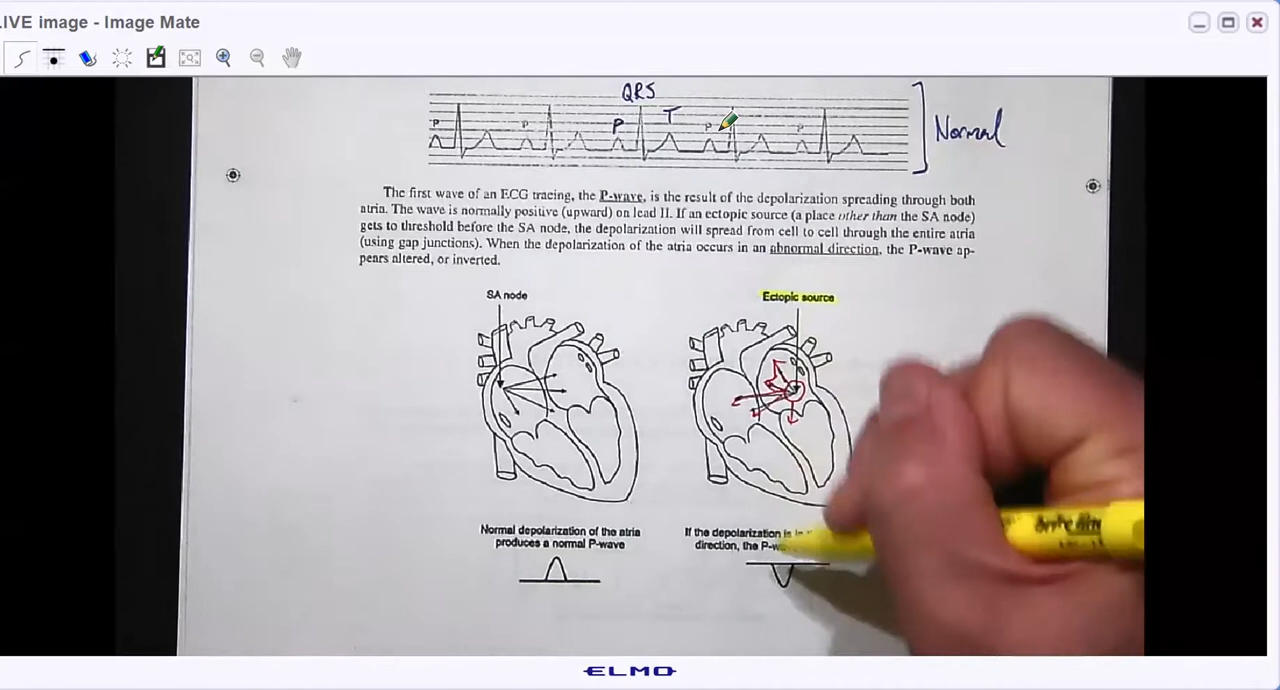 LIVE image - Image Mate
QRS
P P P T P P
Normal
The first wave of an ECG tracing, the P-wave, is the result of the depolarization spreading through both
atria. The wave is normally positive (upward) on lead II. If an ectopic source (a place other than the SA node)
gets to threshold before the SA node, the depolarization will spread from cell to cell through the entire atria
(using gap junctions). When the depolarization of the atria occurs in an abnormal direction, the P-wave ap-
pears altered, or inverted.
SA node
Ectopic source
Normal depolarization of the atria
produces a normal P-wave
If the depolarization is
direction, the
ELMO